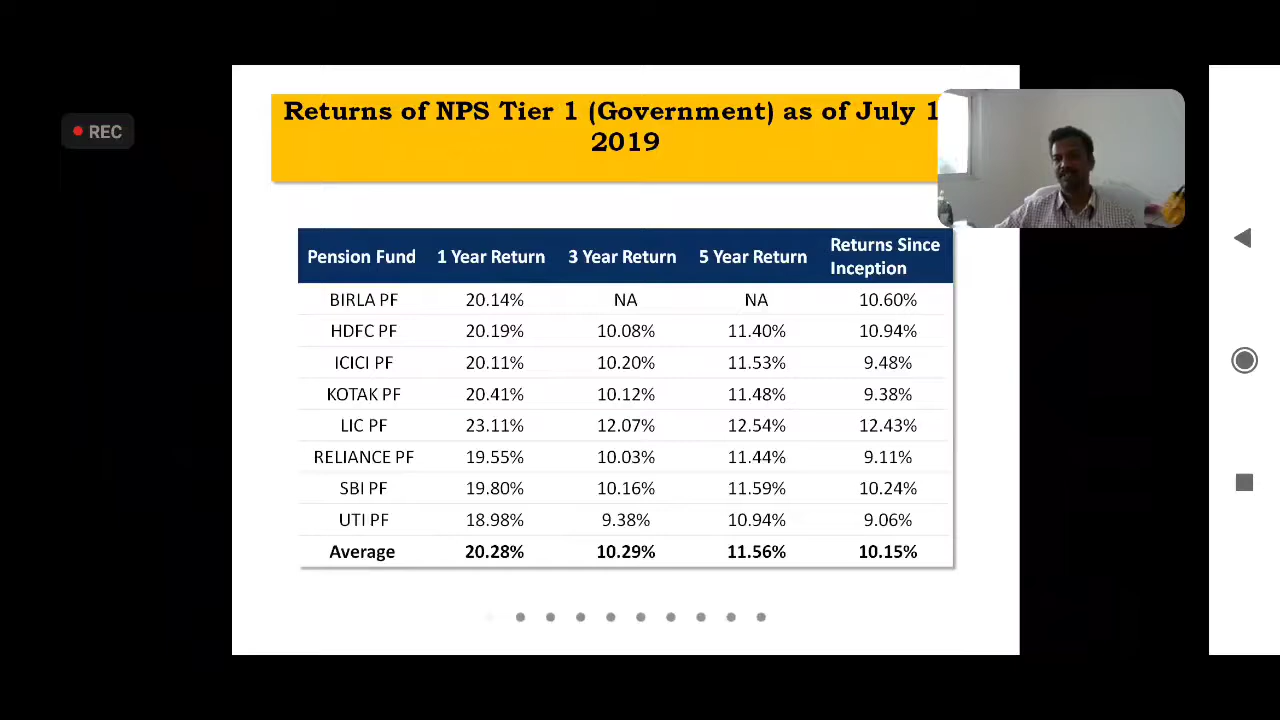 Returns of NPS Tier 1 (Government) as of July 1
2019
REC
Pension Fund 1 Year Return 3 Year Return 5 Year Return Returns Since Inception
BIRLA PF 20.14% NA NA 10.60%
HDFC PF 20.19% 10.08% 11.40% 10.94%
ICICI PF 20.11% 10.20% 11.53% 9.48%
KOTAK PF 20.41% 10.12% 11.48% 9.38%
LIC PF 23.11% 12.07% 12.54% 12.43%
RELIANCE PF 19.55% 10.03% 11.44% 9.11%
SBI PF 19.80% 10.16% 11.59% 10.24%
UTI PF 18.98% 9.38% 10.94% 9.06%
Average 20.28% 10.29% 11.56% 10.15%